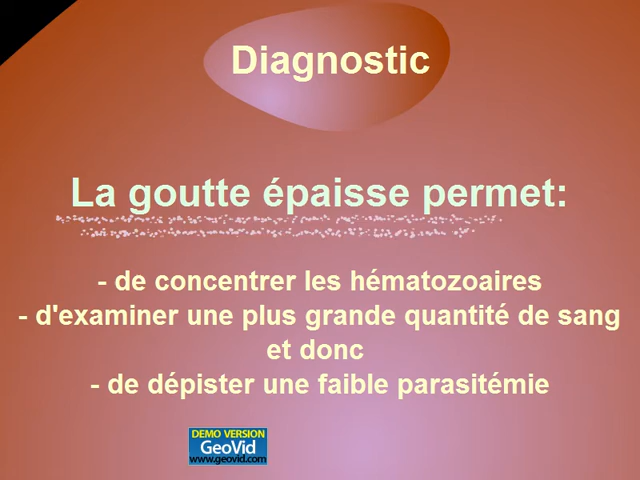 Diagnostic
La goutte épaisse permet:
- de concentrer les hématozoaires
- d'examiner une plus grande quantité de sang
et donc
- de dépister une faible parasitémie
DEMO VERSION
GeoVid
www.geovid.com